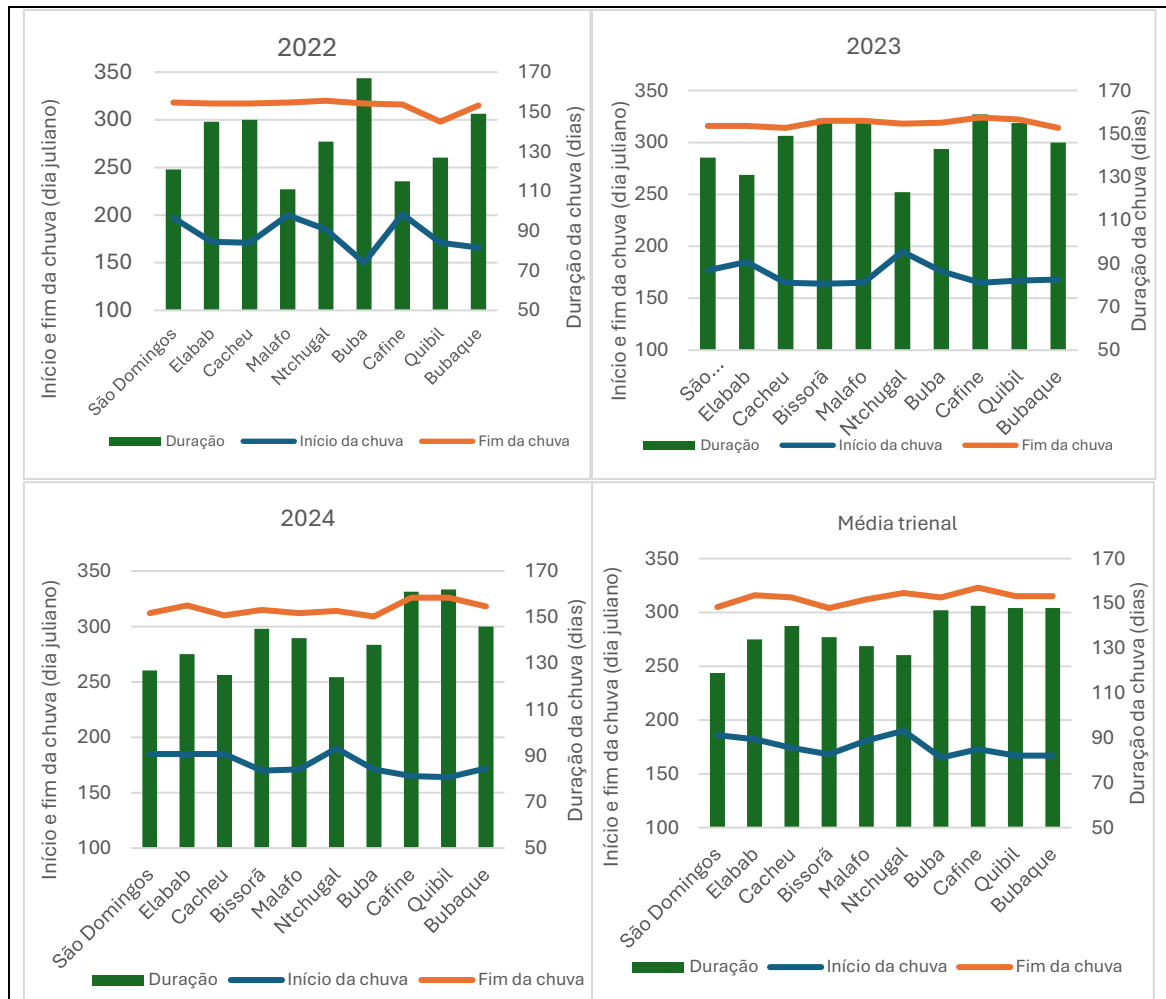 2022
Início e fim da chuva (dia juliano)
350
300
250
200
150
100
170
150
130
110
90
70
50
Duração da chuva (dias)
São Domingos
Elabab
Cacheu
Malafo
Ntchugal
Buba
Cafine
Quibil
Bubaque
Duração Início da chuva Fim da chuva
2023
Início e fim da chuva (dia juliano)
350
300
250
200
150
100
170
150
130
110
90
70
50
Duração da chuva (dias)
São...
Elabab
Cacheu
Bissorã
Malafo
Ntchugal
Buba
Cafine
Quibil
Bubaque
Duração Início da chuva Fim da chuva
2024
Início e fim da chuva (dia juliano)
350
300
250
200
150
100
170
150
130
110
90
70
50
Duração da chuva (dias)
São Domingos
Elabab
Cacheu
Bissorã
Malafo
Ntchugal
Buba
Cafine
Quibil
Bubaque
Duração Início da chuva Fim da chuva
Média trienal
Início e fim da chuva (dia juliano)
350
300
250
200
150
100
170
150
130
110
90
70
50
Duração da chuva (dias)
São Domingos
Elabab
Cacheu
Bissorã
Malafo
Ntchugal
Buba
Cafine
Quibil
Bubaque
Duração Início da chuva Fim da chuva